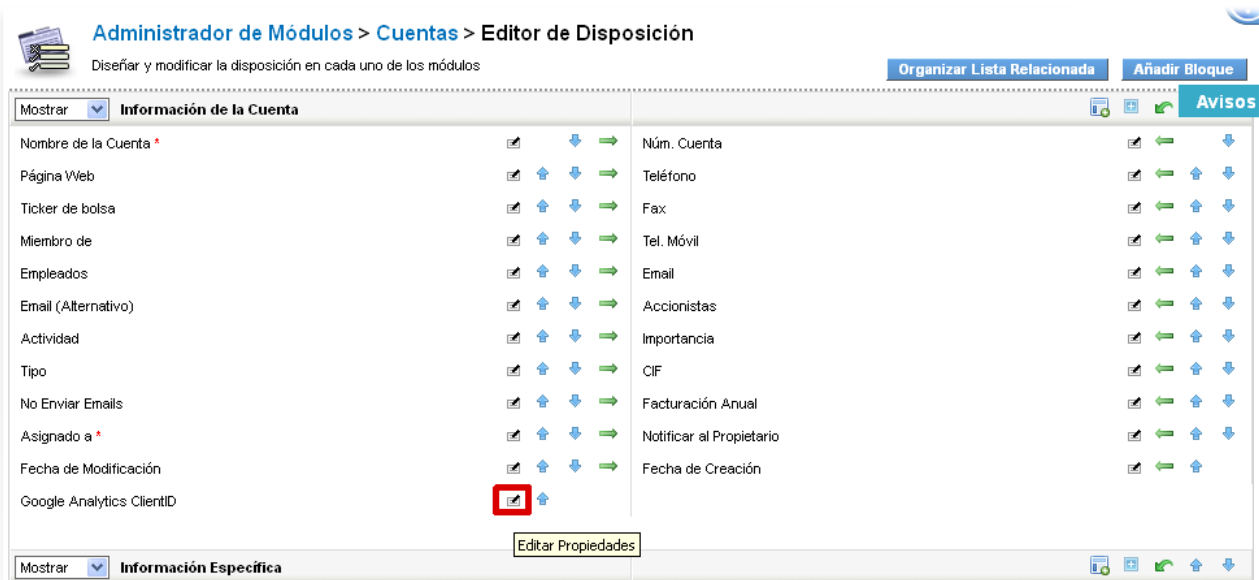 Administrador de Módulos > Cuentas > Editor de Disposición
Diseñar y modificar la disposición en cada uno de los módulos
Organizar Lista Relacionada
Añadir Bloque
Avisos
Mostrar Información de la Cuenta
Nombre de la Cuenta * Núm. Cuenta
Página Web Teléfono
Ticker de bolsa Fax
Miembro de Tel. Móvil
Empleados Email
Email (Alternativo) Accionistas
Actividad Importancia
Tipo CIF
No Enviar Emails Facturación Anual
Asignado a * Notificar al Propietario
Fecha de Modificación Fecha de Creación
Google Analytics ClientID
Editar Propiedades
Mostrar Información Específica